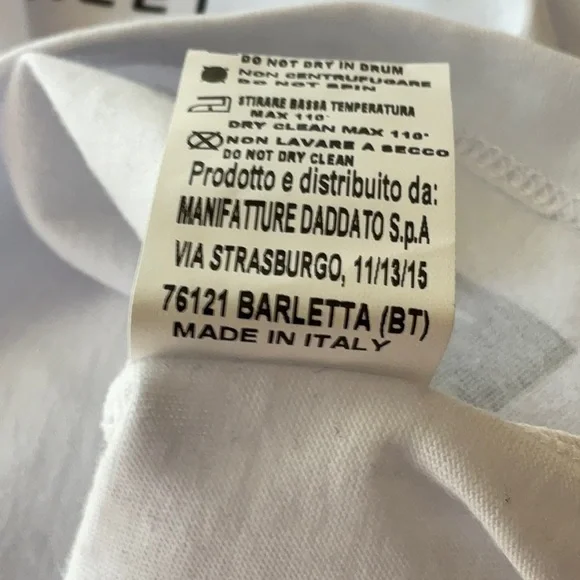 DO NOT DRY IN DRUM
NON CENTRUFUGARE
DO NOT SPIN
STIRARE BASSA TEMPERATURA
MAX 110°
DRY CLEAN MAX 110°
NON LAVARE A SECCO
DO NOT DRY CLEAN
Prodotto e distribuito da:
MANIFATTURE DADDATO S.p.A
VIA STRASBURGO, 11/13/15
76121 BARLETTA (BT)
MADE IN ITALY